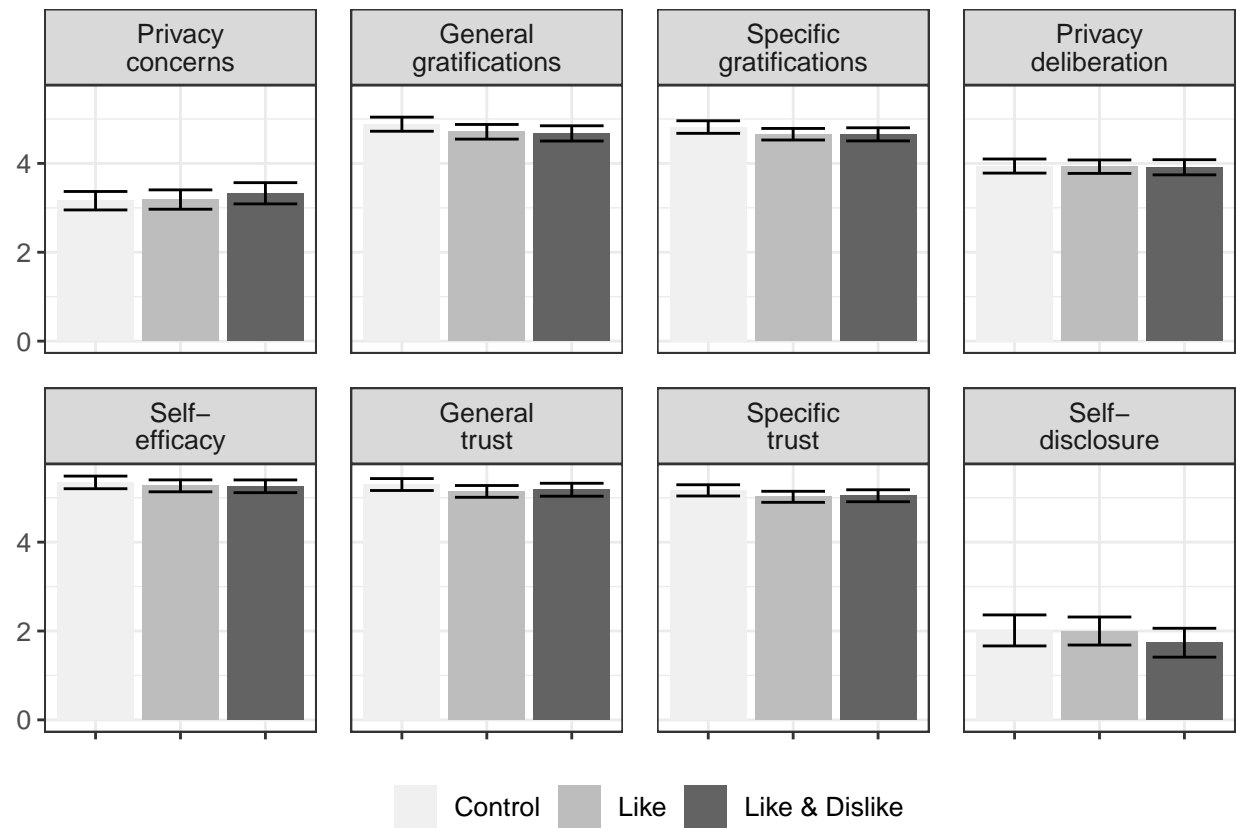 Privacy
concerns
General
gratifications
Specific
gratifications
Privacy
deliberation
4
2
0
Self−
efficacy
General
trust
Specific
trust
Self−
disclosure
4
2
0
Control
Like
Like & Dislike